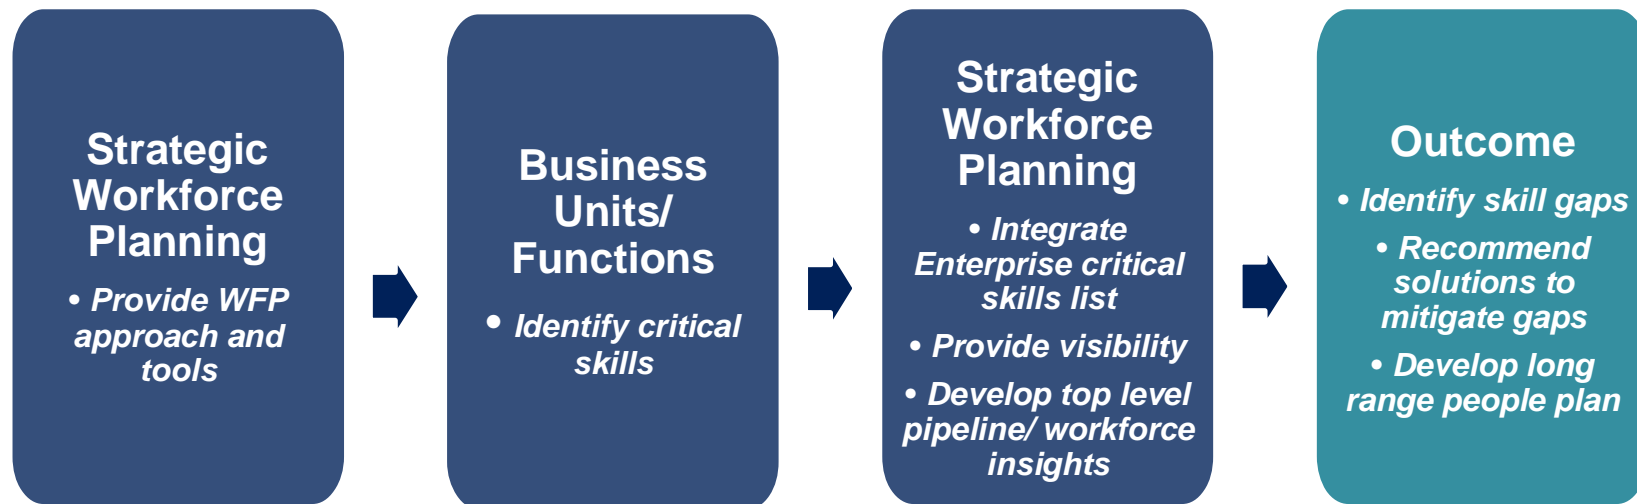 Strategic
Workforce
Planning
• Provide WFP
approach and
tools
Business
Units/
Functions
• Identify critical
skills
Strategic
Workforce
Planning
• Integrate
Enterprise critical
skills list
• Provide visibility
• Develop top level
pipeline/ workforce
insights
Outcome
• Identify skill gaps
• Recommend
solutions to
mitigate gaps
• Develop long
range people plan